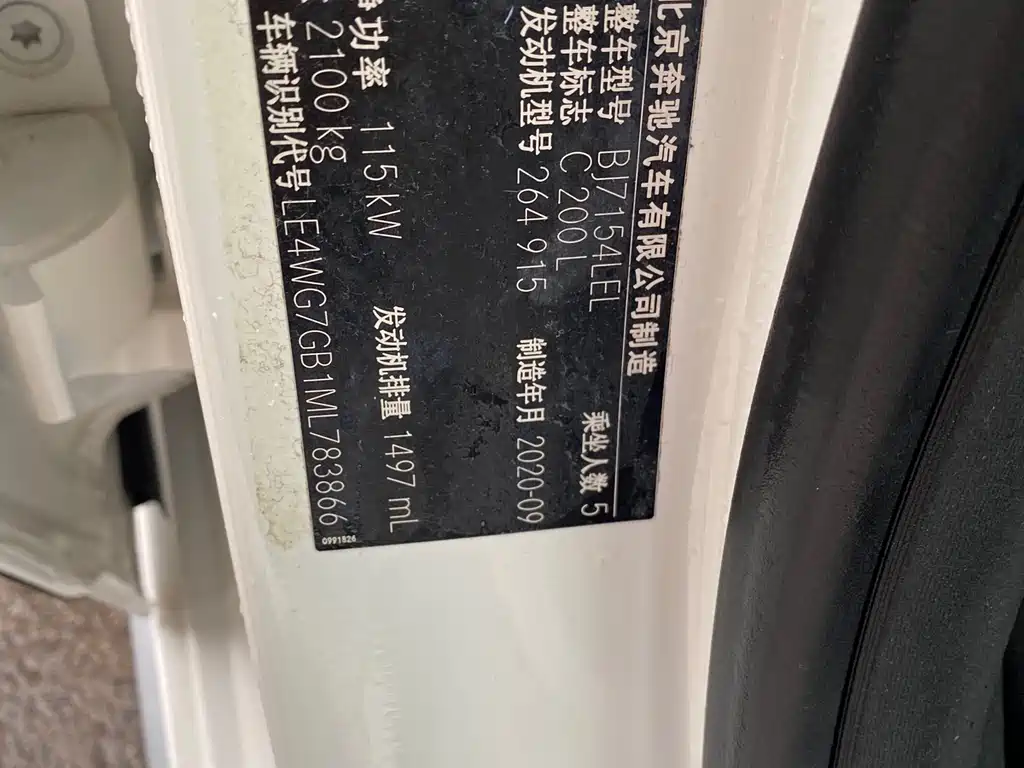 北京奔驰汽车有限公司制造
整车型号 BJ7154LEL 乘坐人数 5
整车标志 C 200 L
发动机型号 264 915 制造年月 2020-09
功率 115kW 发动机排量 1497 mL
2100 kg
车辆识别代号 LE4WG7GB1ML783866
0991826